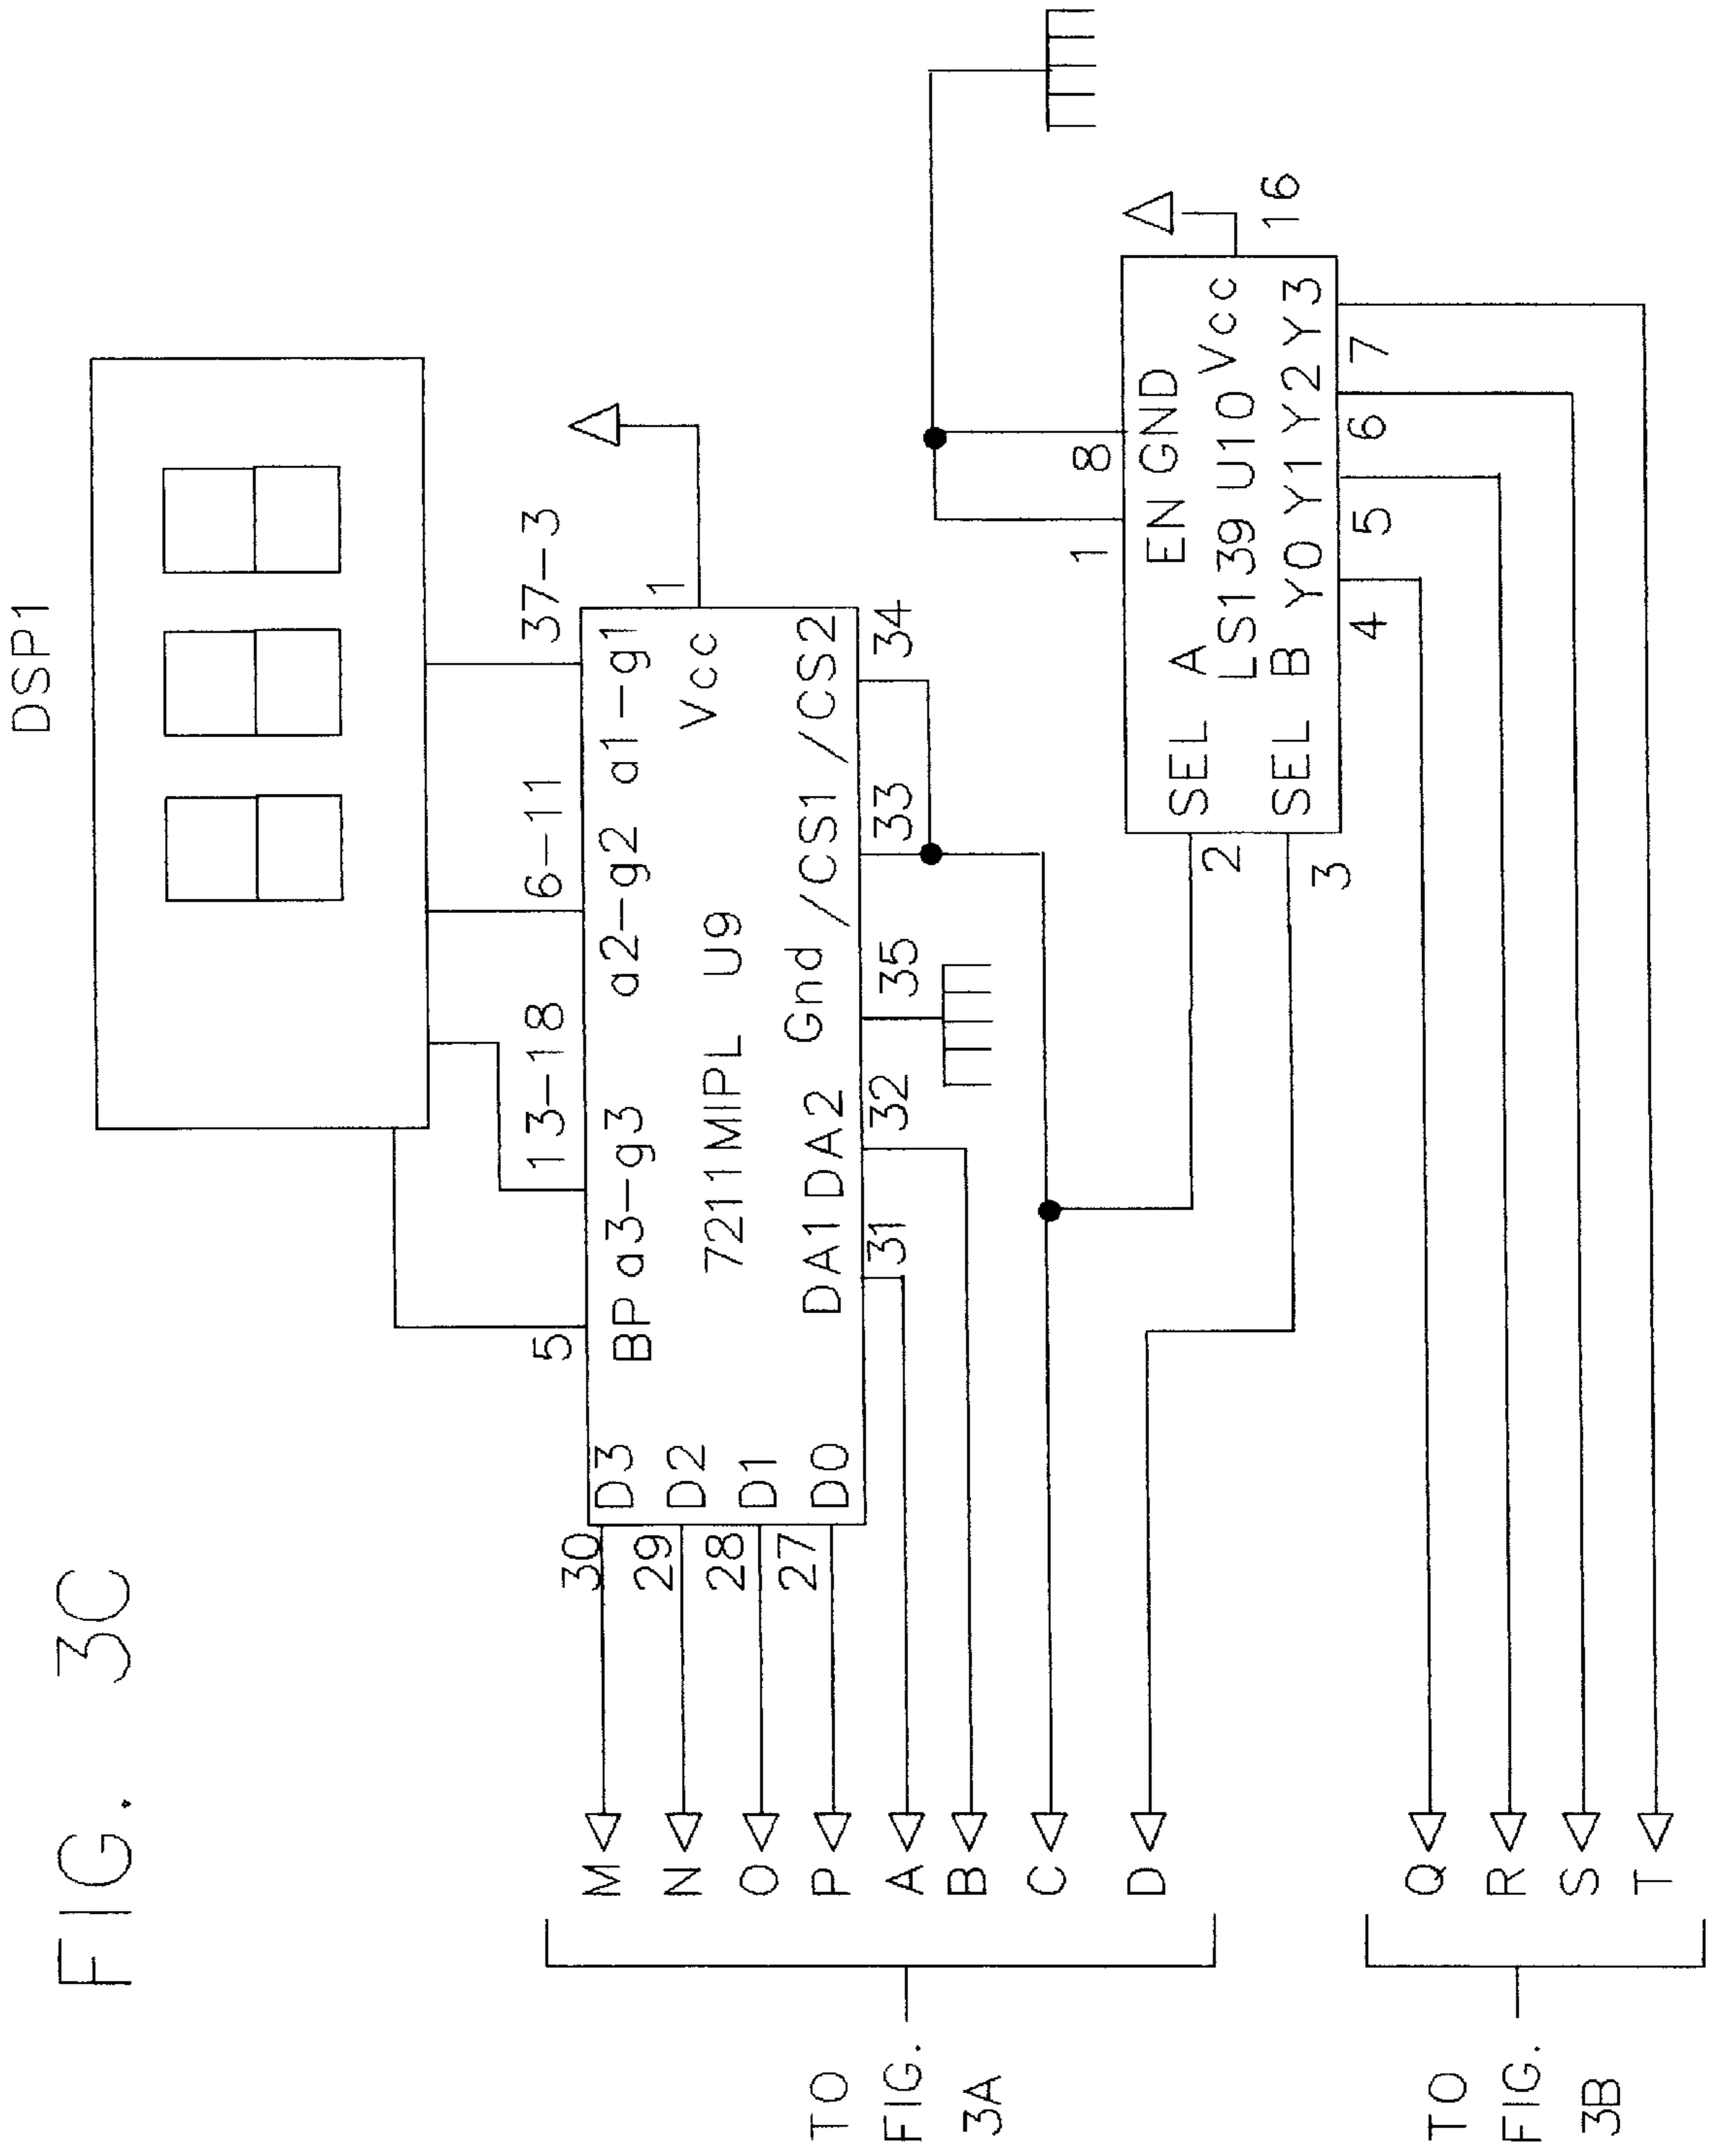 FIG. 3C
DSP1
5
13-18
6-11
37-3
BP a3-g3 a2-g2 a1-g1
1
Vcc
7211MIPL U9
30 D3
29 D2
28 D1
27 D0
DA1 DA2 Gnd /CS1 /CS2
31
32
35
33
34
1
8
EN GND
SEL A
Vcc
16
LS139 U10
SEL B B Y0 Y1 Y2 Y3
A
2
3
4
5
6
7
M
N
O
P
A
B
C
D
TO
FIG.
3A
Q
R
S
T
TO
FIG.
3B